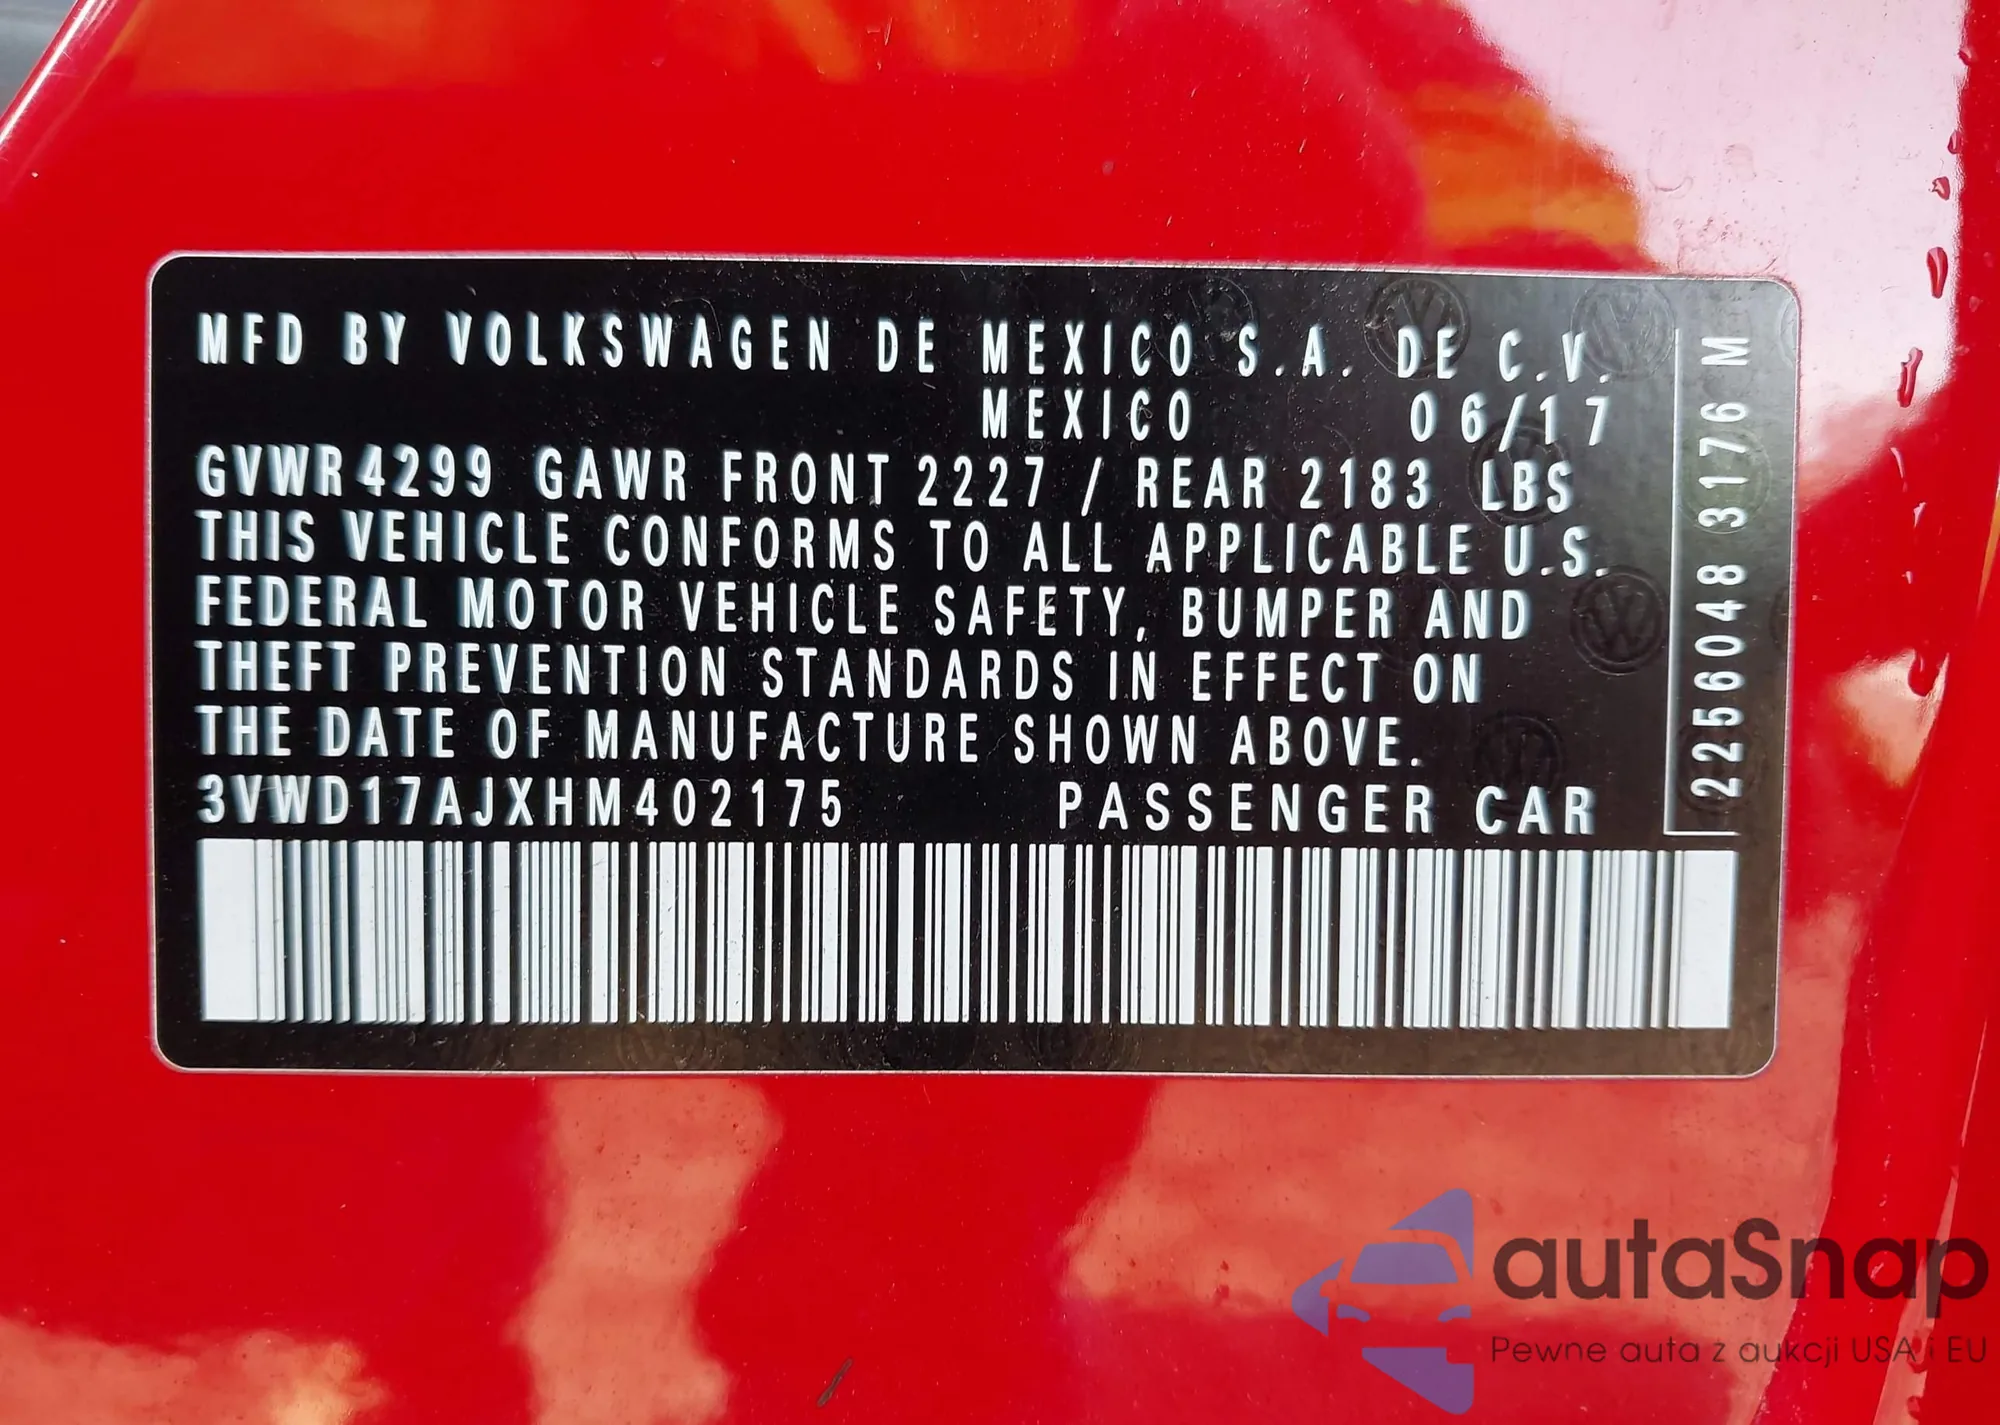 MFD BY VOLKSWAGEN DE MEXICO S.A. DE C.V.
MEXICO 06/17
GVWR 4299 GAWR FRONT 2227 / REAR 2183 LBS
THIS VEHICLE CONFORMS TO ALL APPLICABLE U.S.
FEDERAL MOTOR VEHICLE SAFETY, BUMPER AND
THEFT PREVENTION STANDARDS IN EFFECT ON
THE DATE OF MANUFACTURE SHOWN ABOVE.
3VWD17AJXHM402175 PASSENGER CAR
2256048 3176 M
autaSnap
Pewne auta z aukcji USA i EU